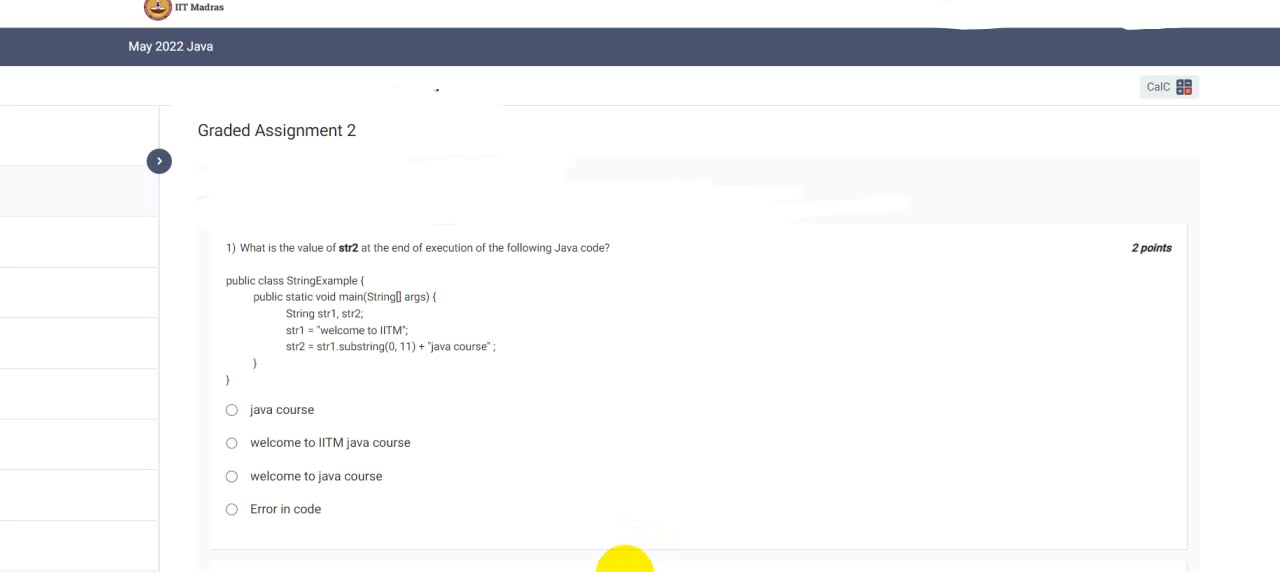 IIT Madras
May 2022 Java
CalC
Graded Assignment 2
1) What is the value of str2 at the end of execution of the following Java code?
2 points
public class StringExample {
public static void main(String[] args) {
String str1, str2;
str1 = "welcome to IITM";
str2 = str1.substring(0, 11) + "java course" ;
}
}
java course
welcome to IITM java course
welcome to java course
Error in code